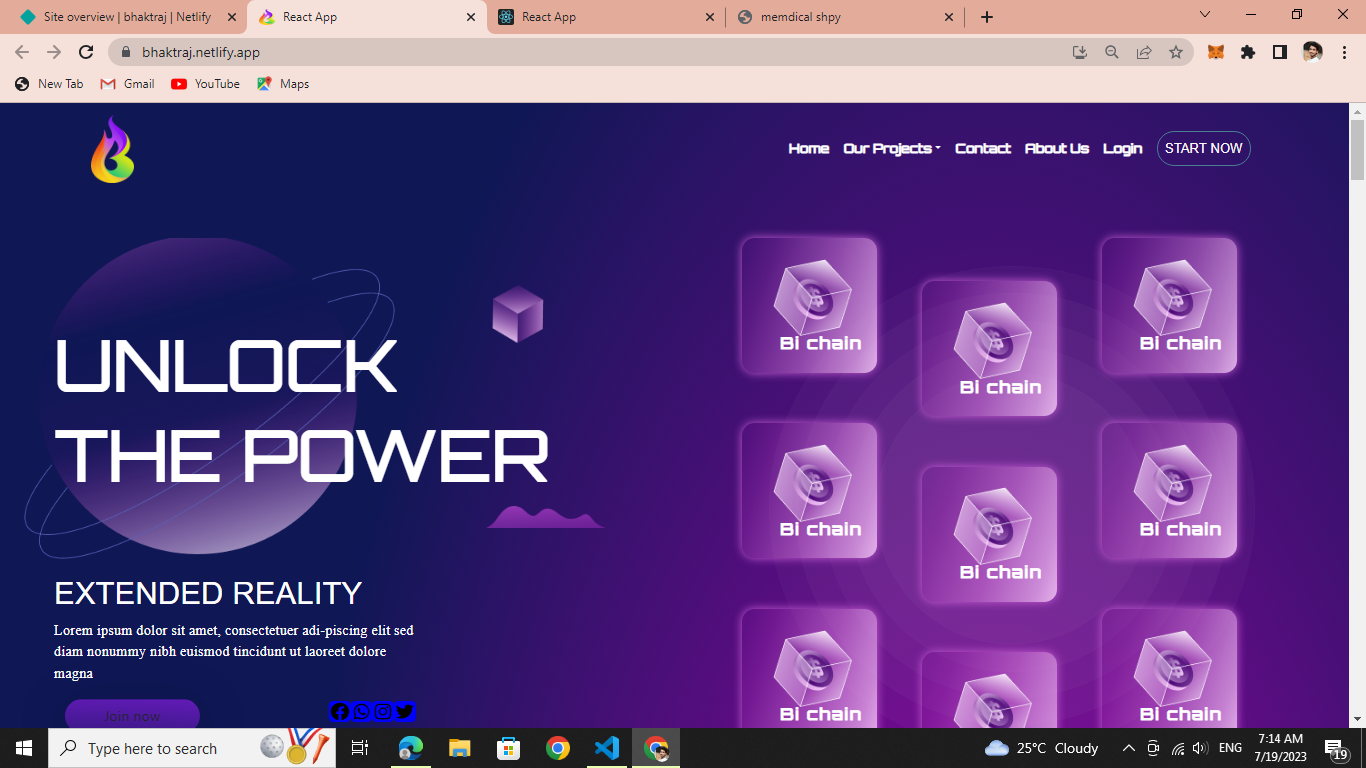 Site overview | bhaktraj | Netlify
React App
React App
memdical shpy
bhaktraj.netlify.app
New Tab
Gmail
YouTube
Maps
Home
Our Projects
Contact
About Us
Login
START NOW
UNLOCK
THE POWER
EXTENDED REALITY
Lorem ipsum dolor sit amet, consectetuer adi-piscing elit sed
diam nonummy nibh euismod tincidunt ut laoreet dolore
magna
Join now
Bi chain
Bi chain
Bi chain
Bi chain
Bi chain
Bi chain
Bi chain
Bi chain
Type here to search
25°C Cloudy
ENG
7:14 AM
7/19/2023
19